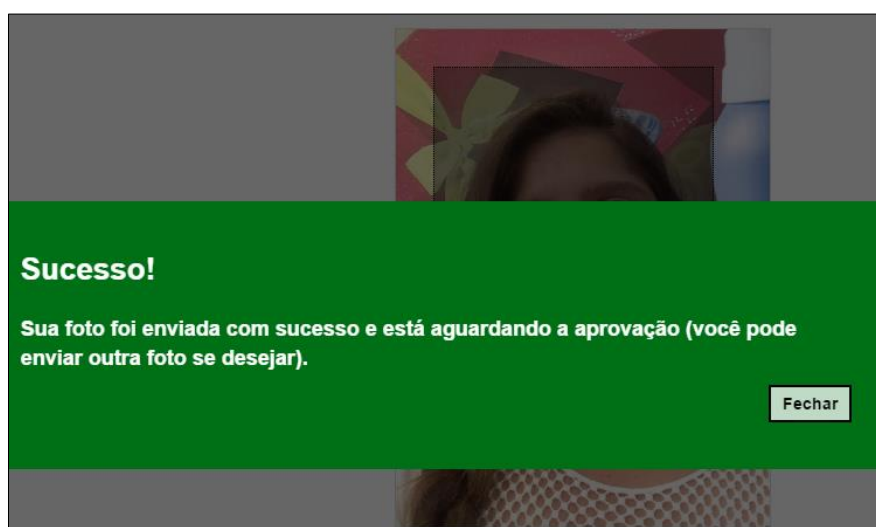 Sucesso!
Sua foto foi enviada com sucesso e está aguardando a aprovação (você pode
enviar outra foto se desejar).
Fechar